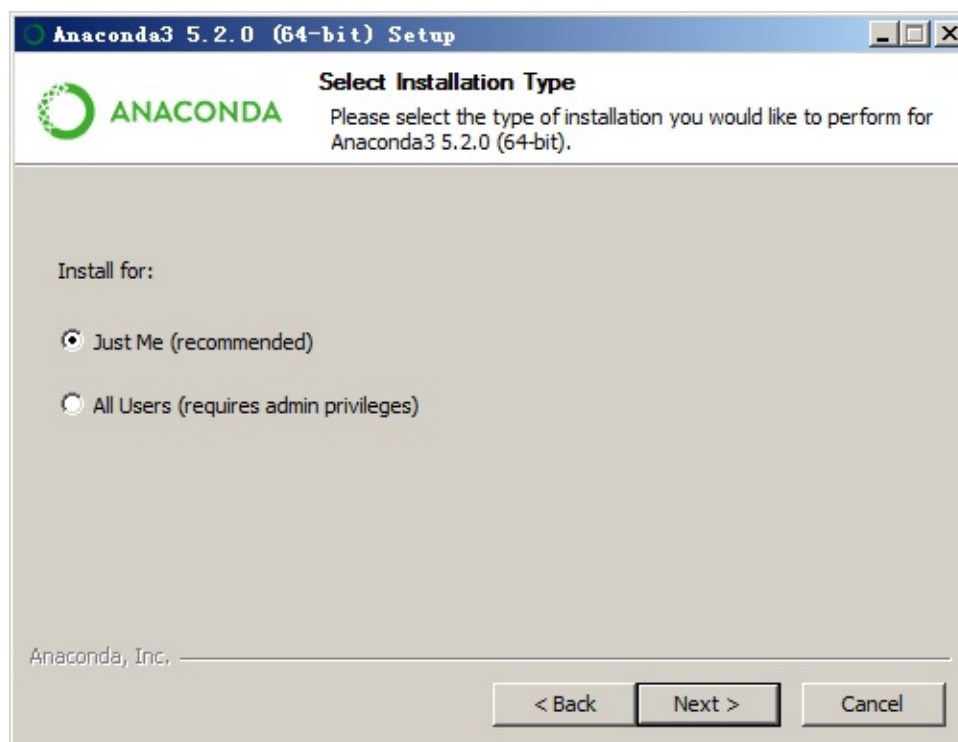 Anaconda3 5.2.0 (64-bit) Setup
ANACONDA
Select Installation Type
Please select the type of installation you would like to perform for
Anaconda3 5.2.0 (64-bit).
Install for:
Just Me (recommended)
All Users (requires admin privileges)
Anaconda, Inc.
< Back
Next >
Cancel